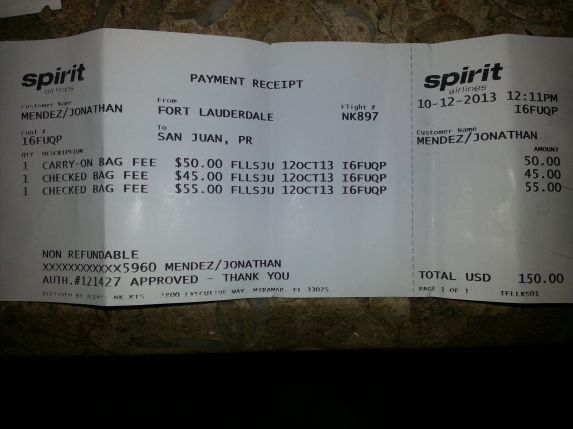 spirit
airlines
PAYMENT RECEIPT
spirit
airlines
10-12-2013 12:11PM
I6FUQP
Customer Name
MENDEZ/JONATHAN
From
FORT LAUDERDALE
Flight #
NK897
Conf #
I6FUQP
To
SAN JUAN, PR
Customer Name
MENDEZ/JONATHAN
QTY DESCRIPTION
AMOUNT
1 CARRY-ON BAG FEE $50.00 FLLSJU 12OCT13 I6FUQP 50.00
1 CHECKED BAG FEE $45.00 FLLSJU 12OCT13 I6FUQP 45.00
1 CHECKED BAG FEE $55.00 FLLSJU 12OCT13 I6FUQP 55.00
NON REFUNDABLE
XXXXXXXXXXXX5960 MENDEZ/JONATHAN
AUTH.#121427 APPROVED - THANK YOU
TOTAL USD 150.00
EXECUTIVE WAY, MIRAMAR, FL 33025
PAGE 1 OF 1